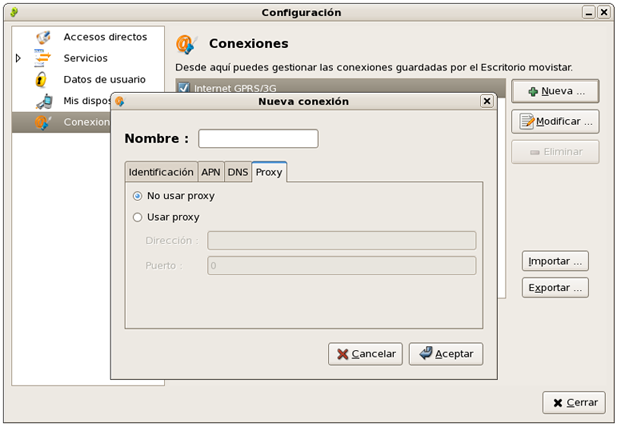 Configuración
Accesos directos
Servicios
Datos de usuario
Mis dispos
Conexion
Conexiones
Desde aquí puedes gestionar las conexiones guardadas por el Escritorio movistar.
Internet GPRS/3G
Nueva ...
Modificar ...
Eliminar
Importar ...
Exportar ...
Nueva conexión
Nombre :
Identificación APN DNS Proxy
No usar proxy
Usar proxy
Dirección :
Puerto : 0
Cancelar Aceptar
Cerrar